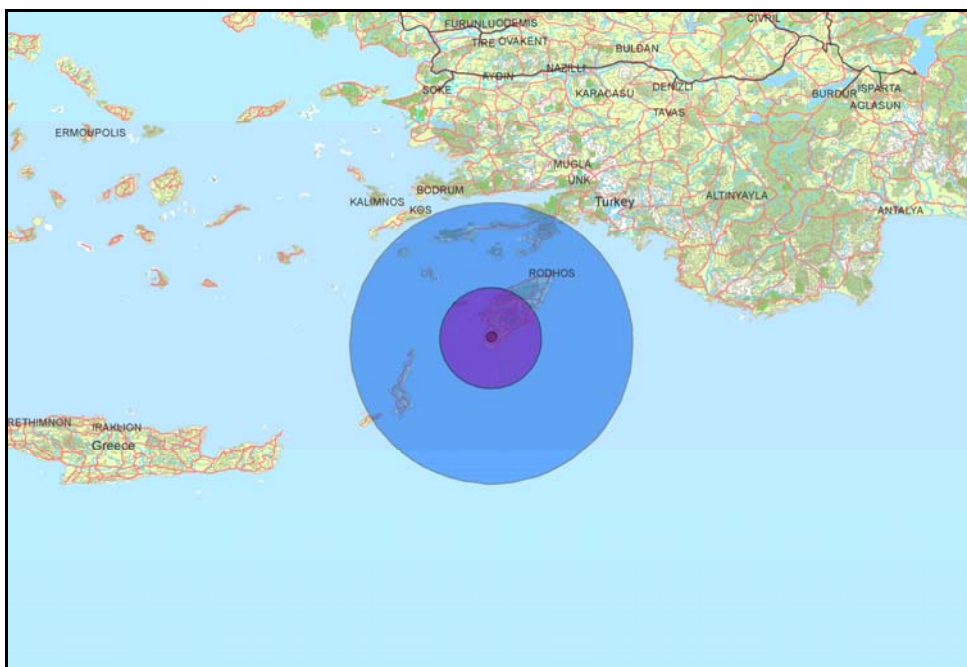 CIVRIL
FURUNLUODEMIS
TIRE OVAKENT
BULDAN
NAZILLI
AYDIN
DENIZLI
ISPARTA
SOKE
KARACASU
BURDUR
AGLASUN
TAVAS
ERMOUPOLIS
MUGLA
UNK
BODRUM
ALTINYAYLA
KALIMNOS
Turkey
KOS
ANTALYA
RODHOS
RETHIMNON
IRAKLION
Greece